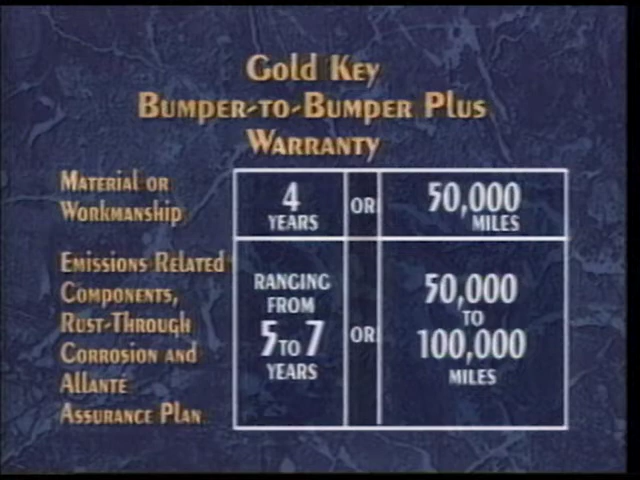 Gold Key
Bumper-to-Bumper Plus
Warranty
Material or
Workmanship
4
YEARS
OR
50,000
MILES
Emissions Related
Components,
Rust-Through
Corrosion and
Allanté
Assurance Plan
RANGING
FROM
5 TO 7
YEARS
OR
50,000
TO
100,000
MILES